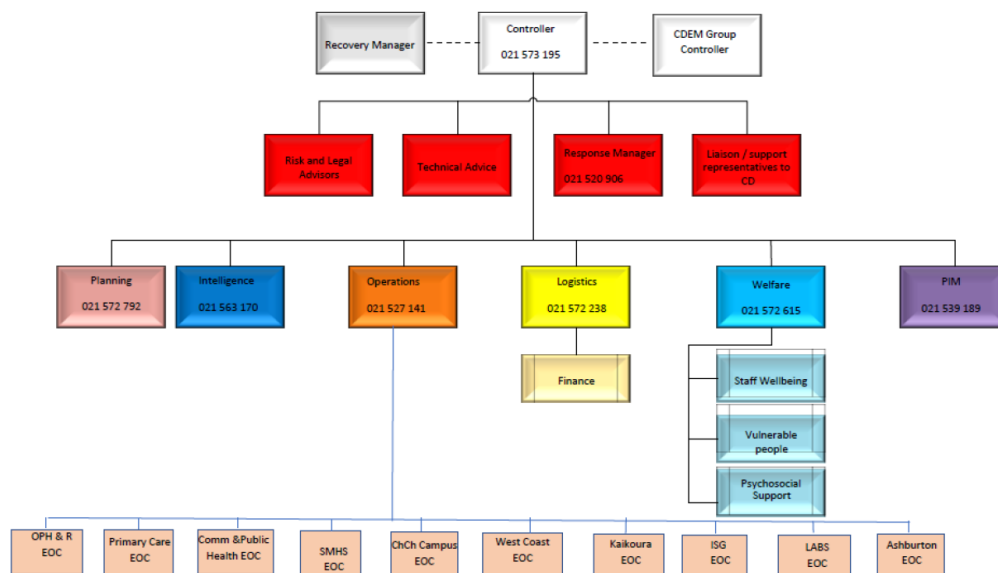 Recovery Manager
Controller
021 573 195
CDEM Group
Controller
Risk and Legal
Advisors
Technical Advice
Response Manager
021 520 906
Liaison / support
representatives to
CD
Planning
021 572 792
Intelligence
021 563 170
Operations
021 527 141
Logistics
021 572 238
Welfare
021 572 615
PIM
021 539 189
Finance
Staff Wellbeing
Vulnerable
people
Psychosocial
Support
OPH & R
EOC
Primary Care
EOC
Comm &Public
Health EOC
SMHS
EOC
ChCh Campus
EOC
West Coast
EOC
Kaikoura
EOC
ISG
EOC
LABS
EOC
Ashburton
EOC